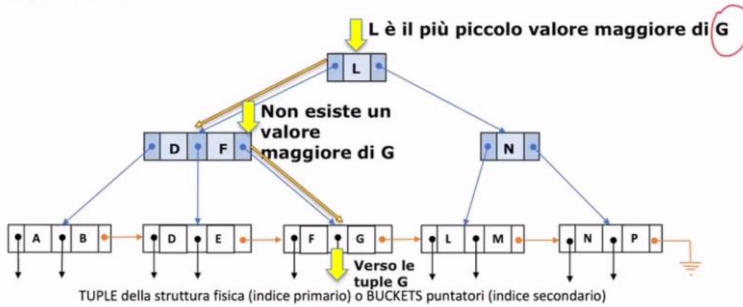 L è il più piccolo valore maggiore di G
L
Non esiste un
valore
maggiore di G
D F
N
A B D E F G L M N P
Verso le
tuple G
TUPLE della struttura fisica (indice primario) o BUCKETS puntatori (indice secondario)